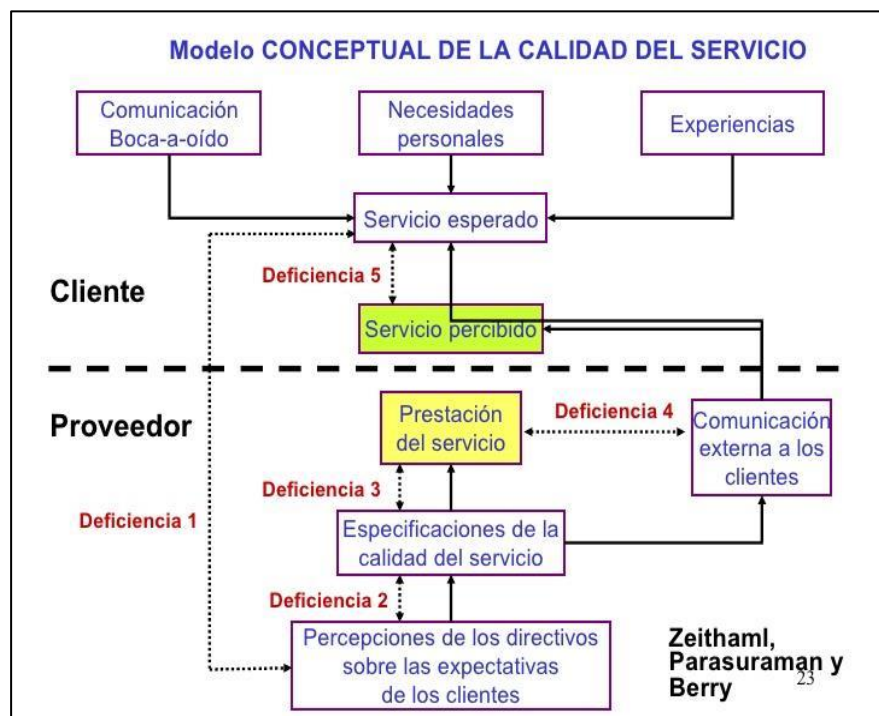 Modelo CONCEPTUAL DE LA CALIDAD DEL SERVICIO
Comunicación
Boca-a-oído
Necesidades
personales
Experiencias
Servicio esperado
Deficiencia 5
Cliente
Servicio percibido
Proveedor
Prestación
del servicio
Deficiencia 4
Comunicación
externa a los
clientes
Deficiencia 3
Deficiencia 1
Especificaciones de la
calidad del servicio
Deficiencia 2
Percepciones de los directivos
sobre las expectativas
de los clientes
Zeithaml,
Parasuraman y
Berry
23